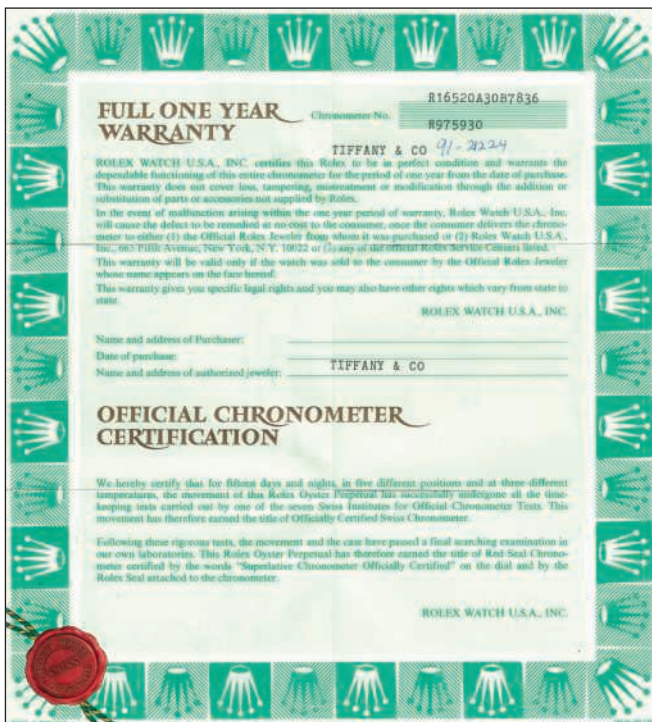 FULL ONE YEAR
WARRANTY
Chronometer No.
R16520A30B7836
R975930
TIFFANY & CO 91-21224
ROLEX WATCH U.S.A., INC. certifies this Rolex to be in perfect condition and warrants the
dependable functioning of this entire chronometer for the period of one year from the date of purchase.
This warranty does not cover loss, tampering, mistreatment or modification through the addition or
substitution of parts or accessories not supplied by Rolex.
In the event of malfunction arising within the one year period of warranty, Rolex Watch U.S.A., Inc.
will cause the defect to be remedied at no cost to the consumer, once the consumer delivers the chrono-
meter to either (1) the Official Rolex Jeweler from whom it was purchased or (2) Rolex Watch U.S.A.,
Inc., 665 Fifth Avenue, New York, N.Y. 10022 or (3) any of the official Rolex Service Centers listed.
This warranty will be valid only if the watch was sold to the consumer by the Official Rolex Jeweler
whose name appears on the face hereof.
This warranty gives you specific legal rights and you may also have other rights which vary from state to
state.
ROLEX WATCH U.S.A., INC.
Name and address of Purchaser:
Date of purchase:
Name and address of authorized jeweler:
TIFFANY & CO
OFFICIAL CHRONOMETER
CERTIFICATION
We hereby certify that for fifteen days and nights, in five different positions and at three different
temperatures, the movement of this Rolex Oyster Perpetual has successfully undergone all the time-
keeping tests carried out by one of the seven Swiss Institutes for Official Chronometer Tests. This
movement has therefore earned the title of Officially Certified Swiss Chronometer.
Following these rigorous tests, the movement and the case have passed a final searching examination in
our own laboratories. This Rolex Oyster Perpetual has therefore earned the title of Red Seal Chrono-
meter certified by the words "Superlative Chronometer Officially Certified" on the dial and by the
Rolex Seal attached to the chronometer.
ROLEX WATCH U.S.A., INC.